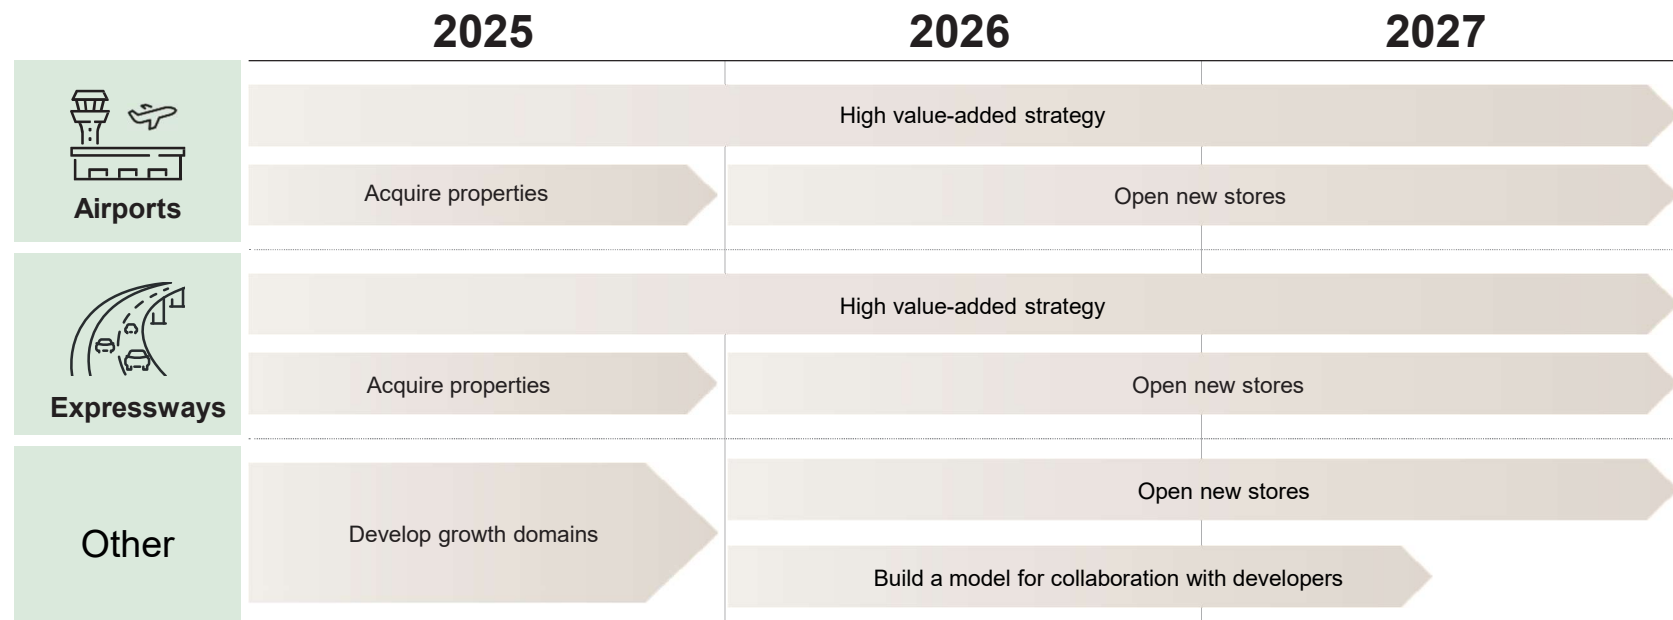 2025
2026
2027
Airports
High value-added strategy
Acquire properties
Open new stores
Expressways
High value-added strategy
Acquire properties
Open new stores
Other
Develop growth domains
Open new stores
Build a model for collaboration with developers